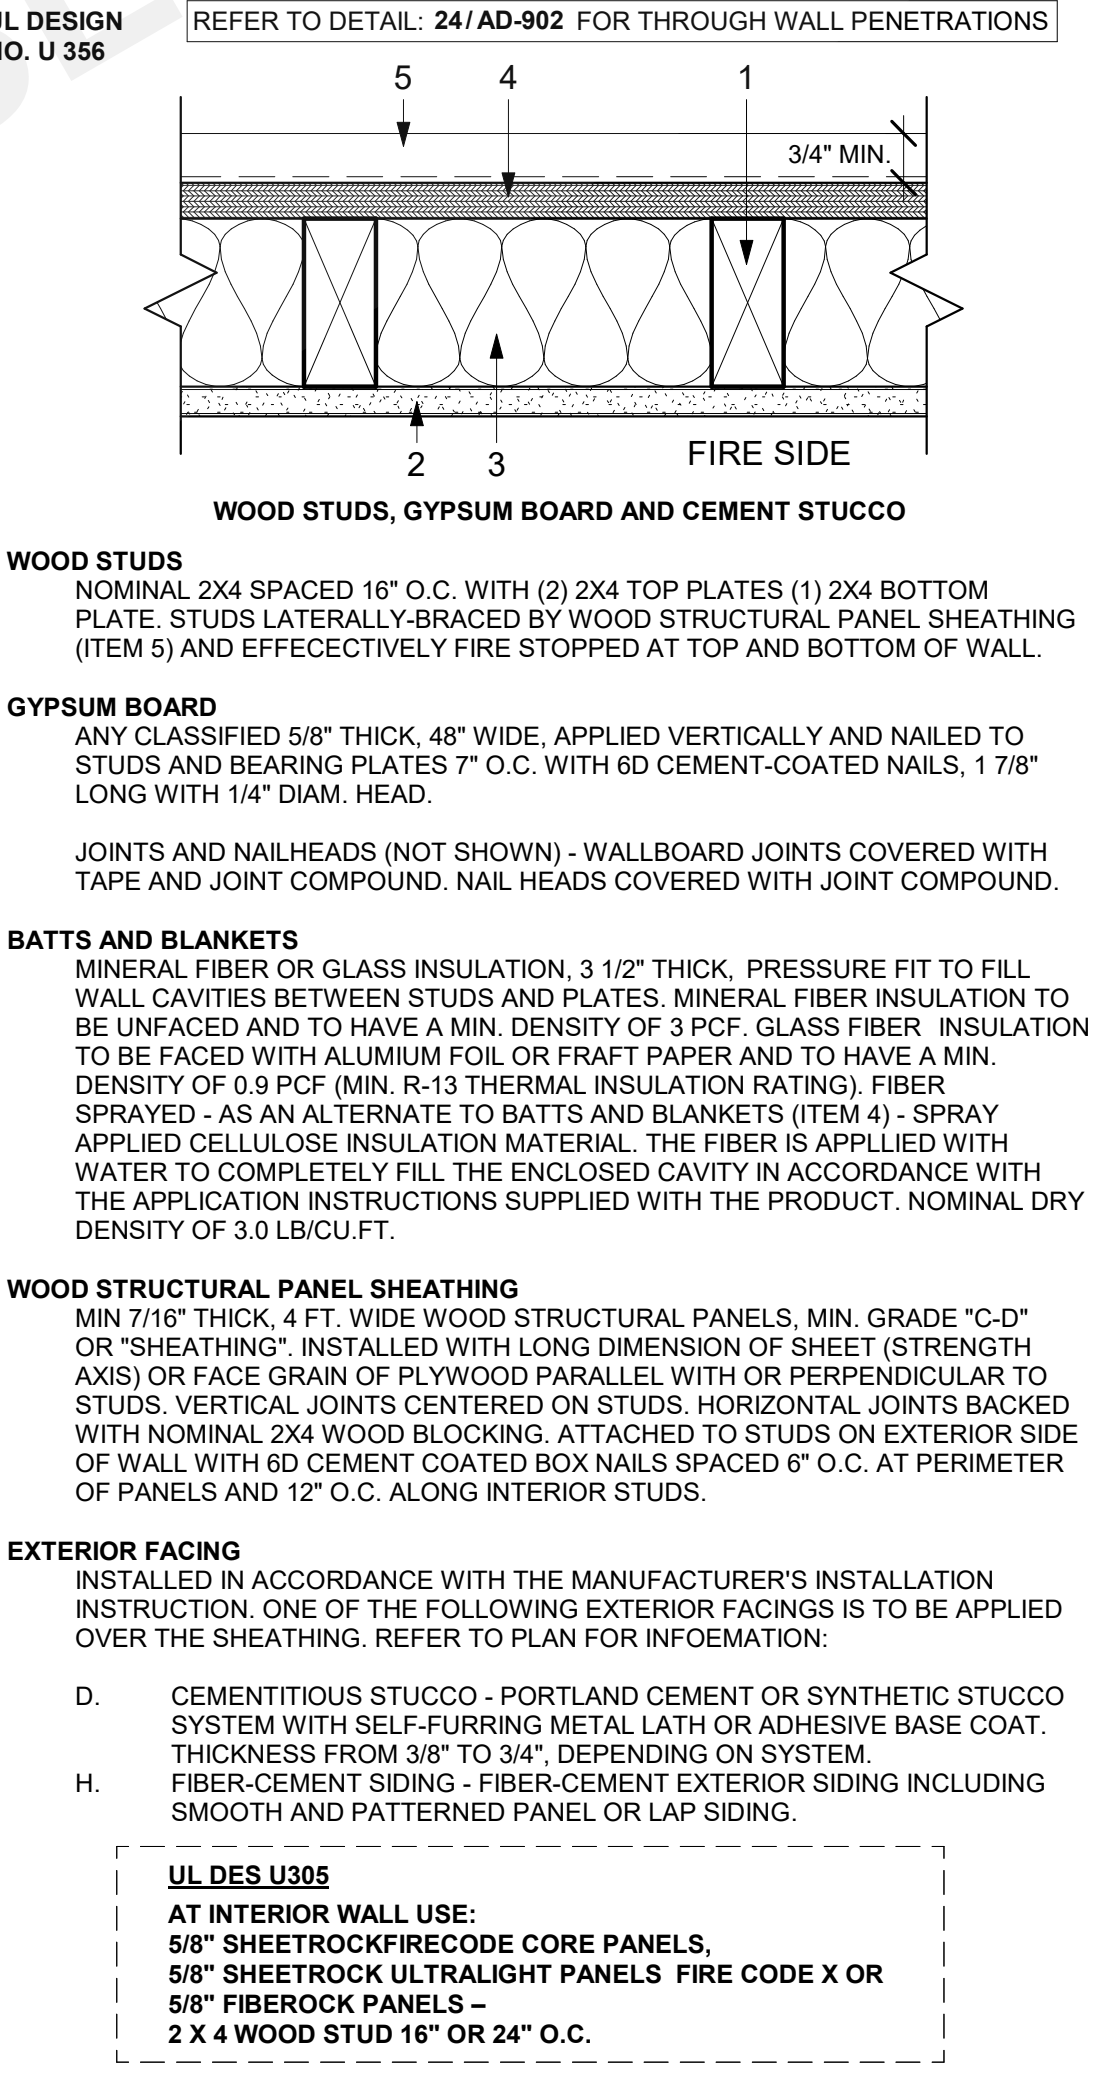 UL DESIGN
NO. U 356
REFER TO DETAIL: 24/AD-902 FOR THROUGH WALL PENETRATIONS
5 4 1
3/4" MIN.
2 3
FIRE SIDE
WOOD STUDS, GYPSUM BOARD AND CEMENT STUCCO
WOOD STUDS
NOMINAL 2X4 SPACED 16" O.C. WITH (2) 2X4 TOP PLATES (1) 2X4 BOTTOM
PLATE. STUDS LATERALLY-BRACED BY WOOD STRUCTURAL PANEL SHEATHING
(ITEM 5) AND EFFECECTIVELY FIRE STOPPED AT TOP AND BOTTOM OF WALL.
GYPSUM BOARD
ANY CLASSIFIED 5/8" THICK, 48" WIDE, APPLIED VERTICALLY AND NAILED TO
STUDS AND BEARING PLATES 7" O.C. WITH 6D CEMENT-COATED NAILS, 1 7/8"
LONG WITH 1/4" DIAM. HEAD.
JOINTS AND NAILHEADS (NOT SHOWN) - WALLBOARD JOINTS COVERED WITH
TAPE AND JOINT COMPOUND. NAIL HEADS COVERED WITH JOINT COMPOUND.
BATTS AND BLANKETS
MINERAL FIBER OR GLASS INSULATION, 3 1/2" THICK, PRESSURE FIT TO FILL
WALL CAVITIES BETWEEN STUDS AND PLATES. MINERAL FIBER INSULATION TO
BE UNFACED AND TO HAVE A MIN. DENSITY OF 3 PCF. GLASS FIBER INSULATION
TO BE FACED WITH ALUMIUM FOIL OR FRAFT PAPER AND TO HAVE A MIN.
DENSITY OF 0.9 PCF (MIN. R-13 THERMAL INSULATION RATING). FIBER
SPRAYED - AS AN ALTERNATE TO BATTS AND BLANKETS (ITEM 4) - SPRAY
APPLIED CELLULOSE INSULATION MATERIAL. THE FIBER IS APPLLIED WITH
WATER TO COMPLETELY FILL THE ENCLOSED CAVITY IN ACCORDANCE WITH
THE APPLICATION INSTRUCTIONS SUPPLIED WITH THE PRODUCT. NOMINAL DRY
DENSITY OF 3.0 LB/CU.FT.
WOOD STRUCTURAL PANEL SHEATHING
MIN 7/16" THICK, 4 FT. WIDE WOOD STRUCTURAL PANELS, MIN. GRADE "C-D"
OR "SHEATHING". INSTALLED WITH LONG DIMENSION OF SHEET (STRENGTH
AXIS) OR FACE GRAIN OF PLYWOOD PARALLEL WITH OR PERPENDICULAR TO
STUDS. VERTICAL JOINTS CENTERED ON STUDS. HORIZONTAL JOINTS BACKED
WITH NOMINAL 2X4 WOOD BLOCKING. ATTACHED TO STUDS ON EXTERIOR SIDE
OF WALL WITH 6D CEMENT COATED BOX NAILS SPACED 6" O.C. AT PERIMETER
OF PANELS AND 12" O.C. ALONG INTERIOR STUDS.
EXTERIOR FACING
INSTALLED IN ACCORDANCE WITH THE MANUFACTURER'S INSTALLATION
INSTRUCTION. ONE OF THE FOLLOWING EXTERIOR FACINGS IS TO BE APPLIED
OVER THE SHEATHING. REFER TO PLAN FOR INFOEMATION:
D. CEMENTITIOUS STUCCO - PORTLAND CEMENT OR SYNTHETIC STUCCO
SYSTEM WITH SELF-FURRING METAL LATH OR ADHESIVE BASE COAT.
THICKNESS FROM 3/8" TO 3/4", DEPENDING ON SYSTEM.
H. FIBER-CEMENT SIDING - FIBER-CEMENT EXTERIOR SIDING INCLUDING
SMOOTH AND PATTERNED PANEL OR LAP SIDING.
UL DES U305
AT INTERIOR WALL USE:
5/8" SHEETROCKFIRECODE CORE PANELS,
5/8" SHEETROCK ULTRALIGHT PANELS FIRE CODE X OR
5/8" FIBEROCK PANELS –
2 X 4 WOOD STUD 16" OR 24" O.C.